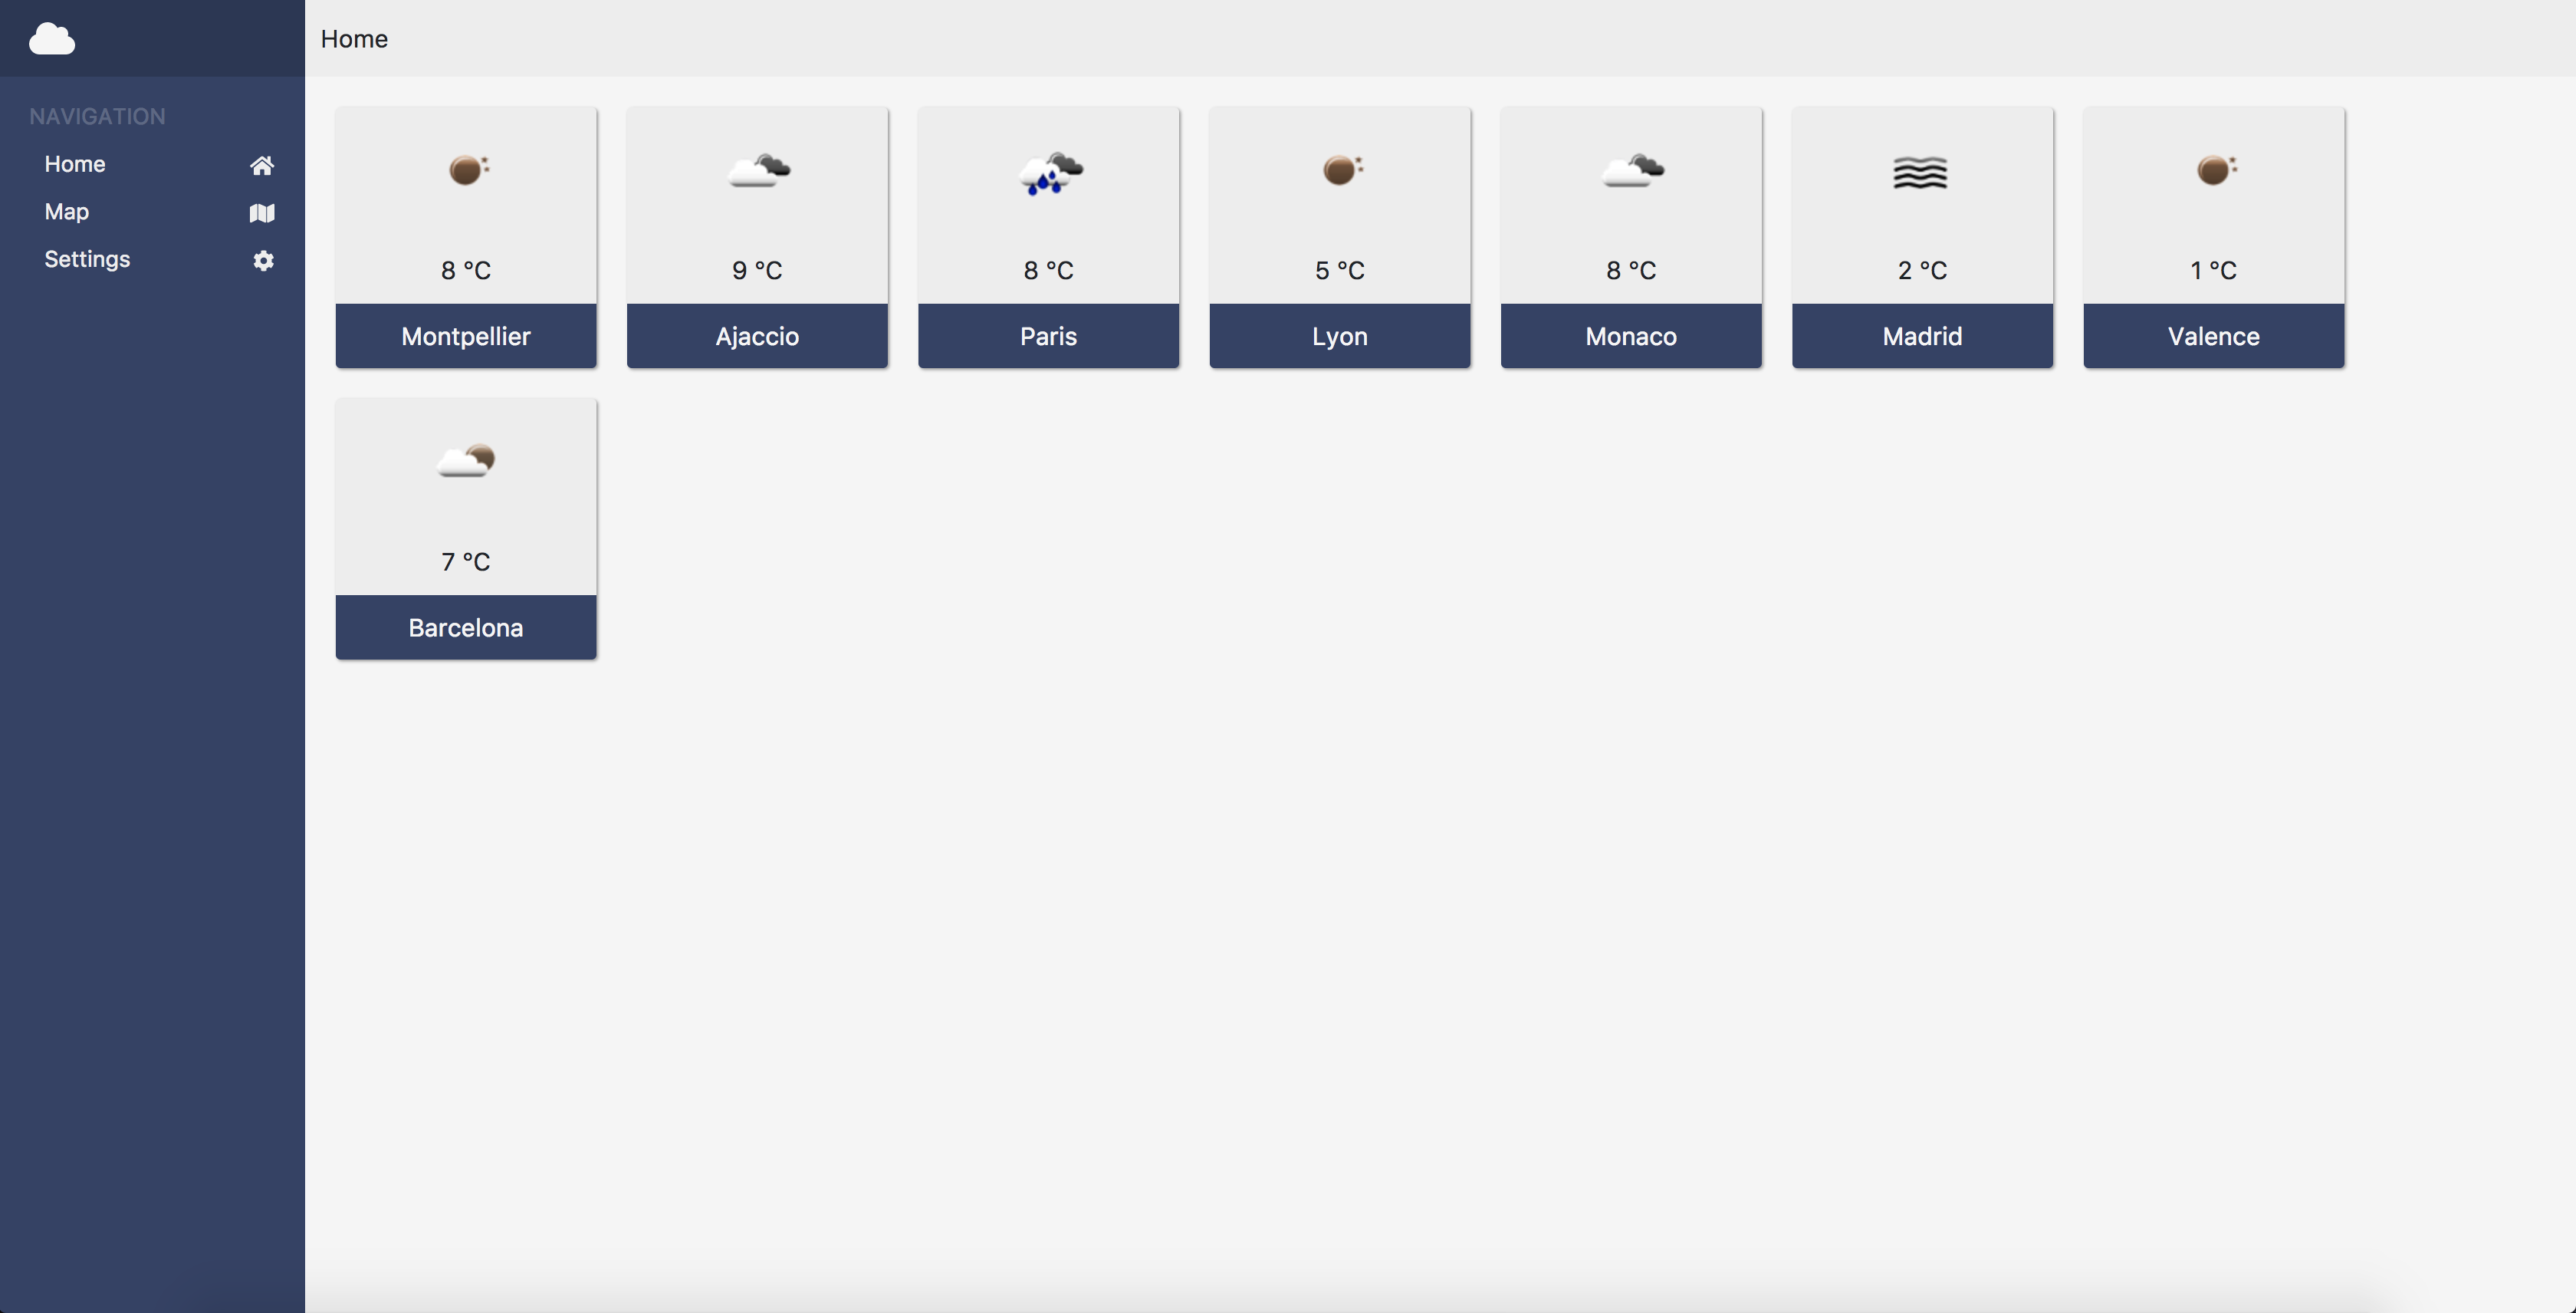 Home
NAVIGATION
Home
Map
Settings
8 °C
Montpellier
9 °C
Ajaccio
8 °C
Paris
5 °C
Lyon
8 °C
Monaco
2 °C
Madrid
1 °C
Valence
7 °C
Barcelona